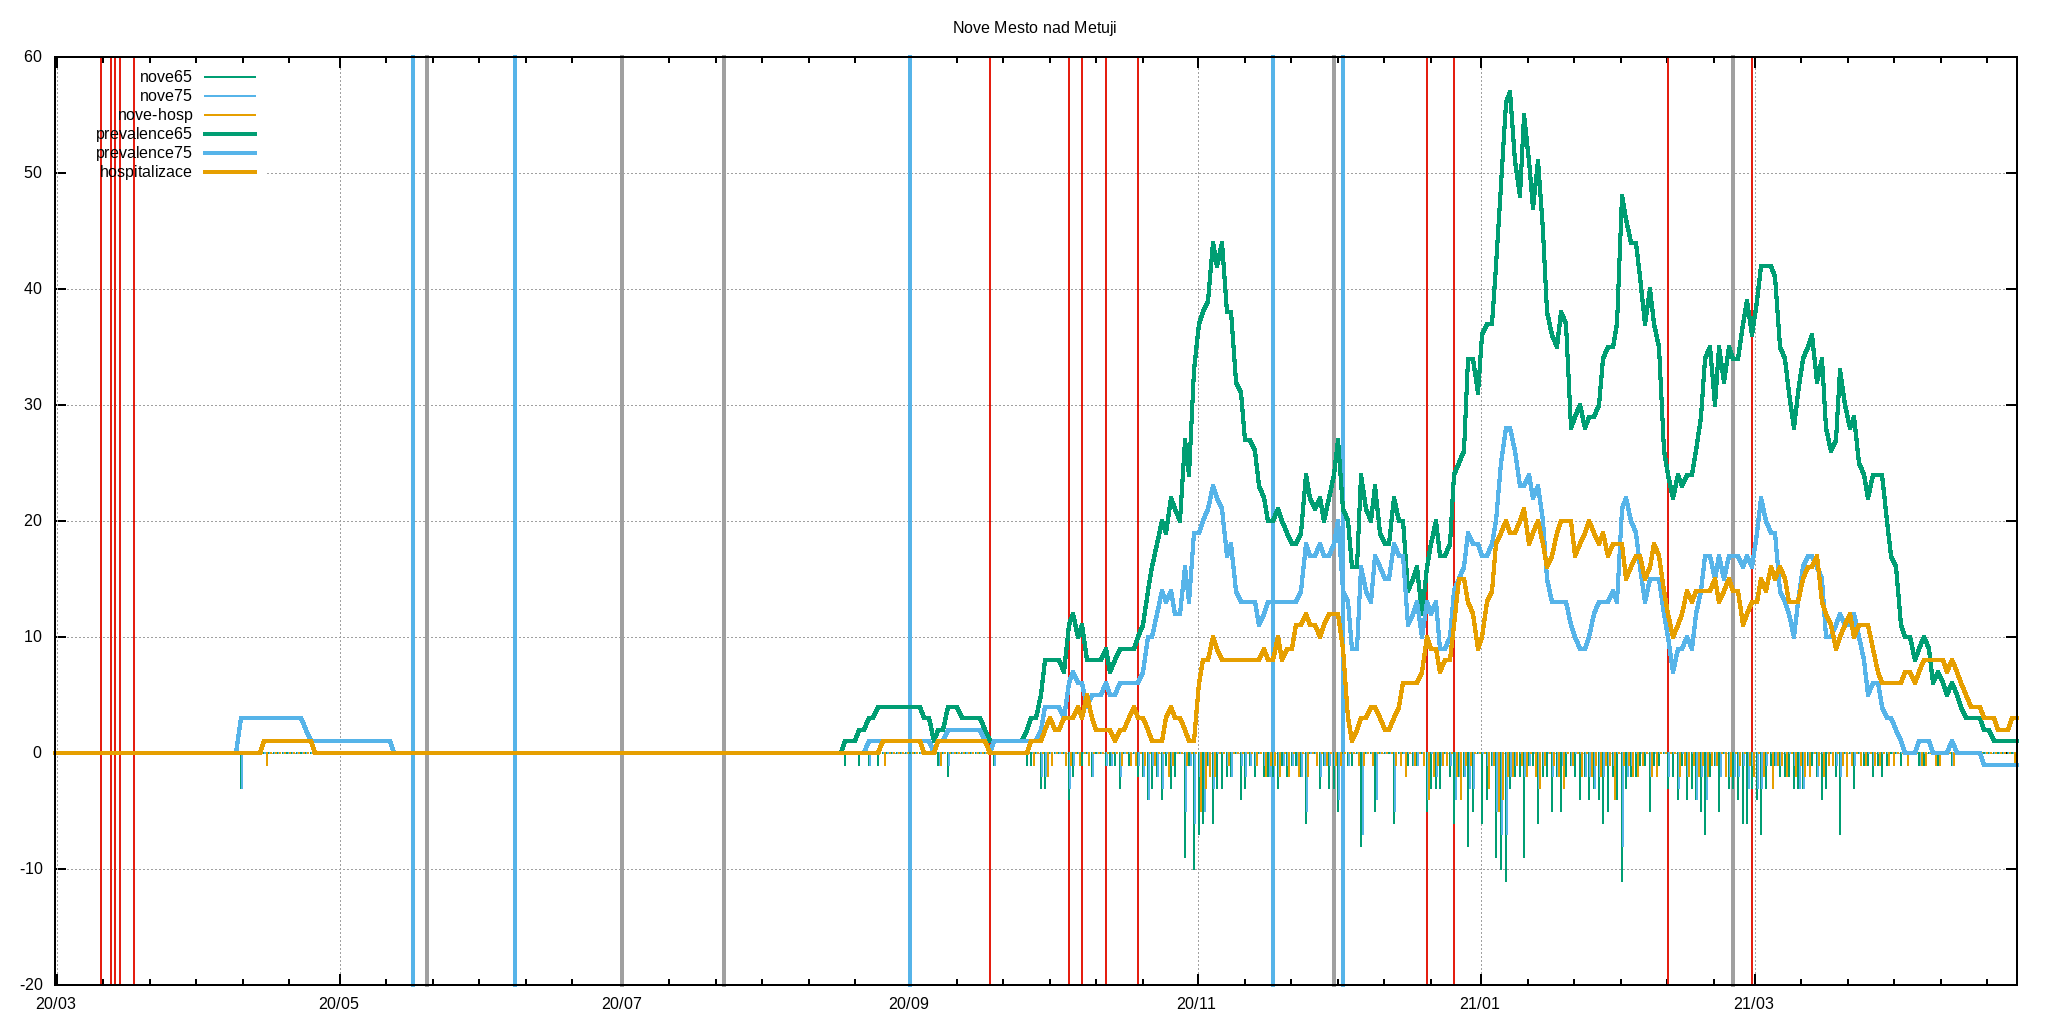 Nove Mesto nad Metuji
60
50
40
30
20
10
0
-10
-20
nove65
nove75
nove-hosp
prevalence65
prevalence75
hospitalizace
20/03 20/05 20/07 20/09 20/11 21/01 21/03